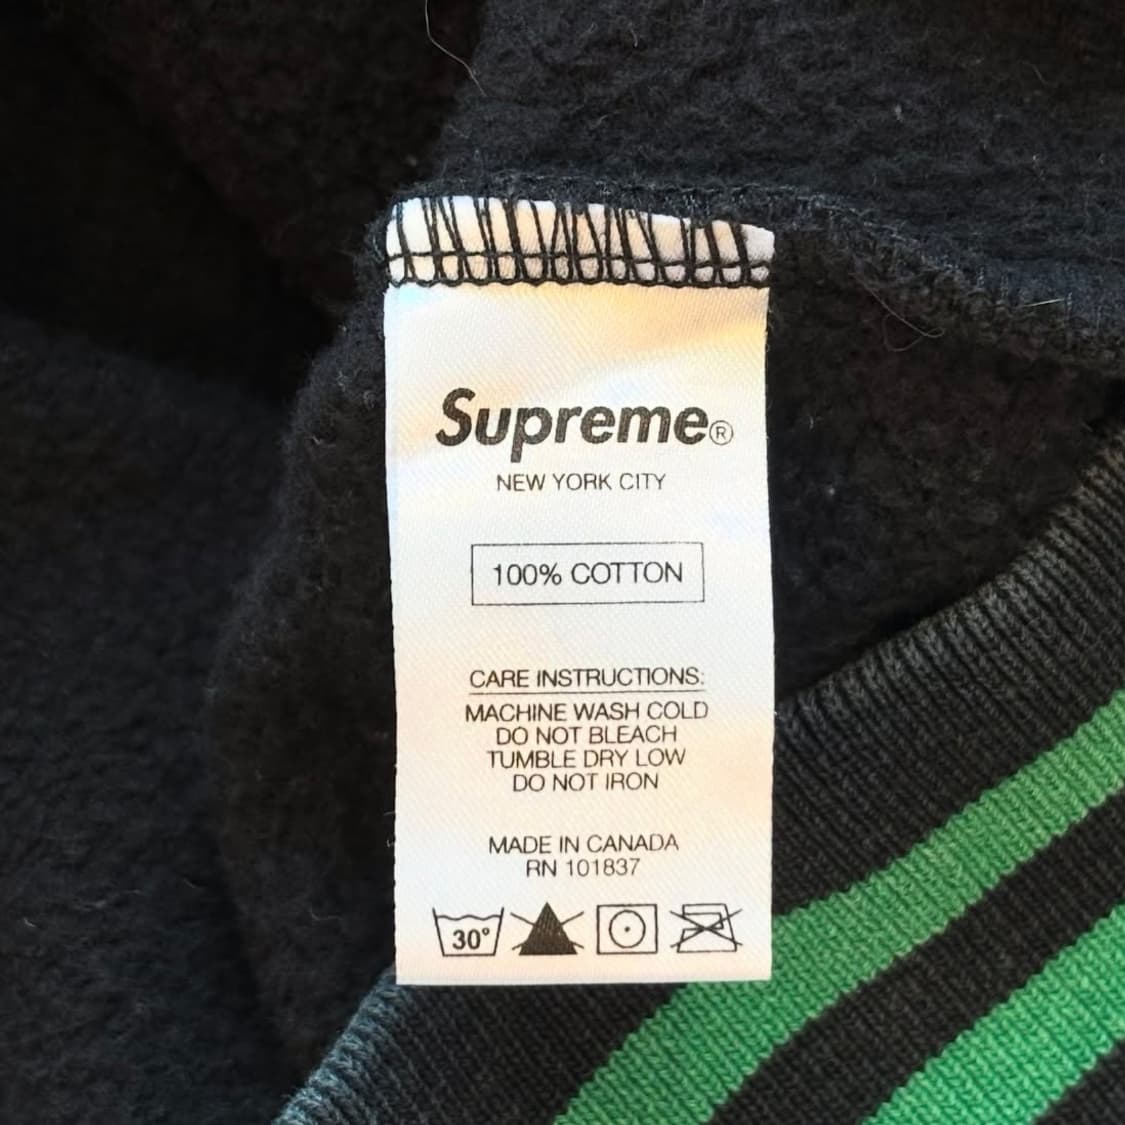 Supreme®
NEW YORK CITY
100% COTTON
CARE INSTRUCTIONS:
MACHINE WASH COLD
DO NOT BLEACH
TUMBLE DRY LOW
DO NOT IRON
MADE IN CANADA
RN 101837
30°